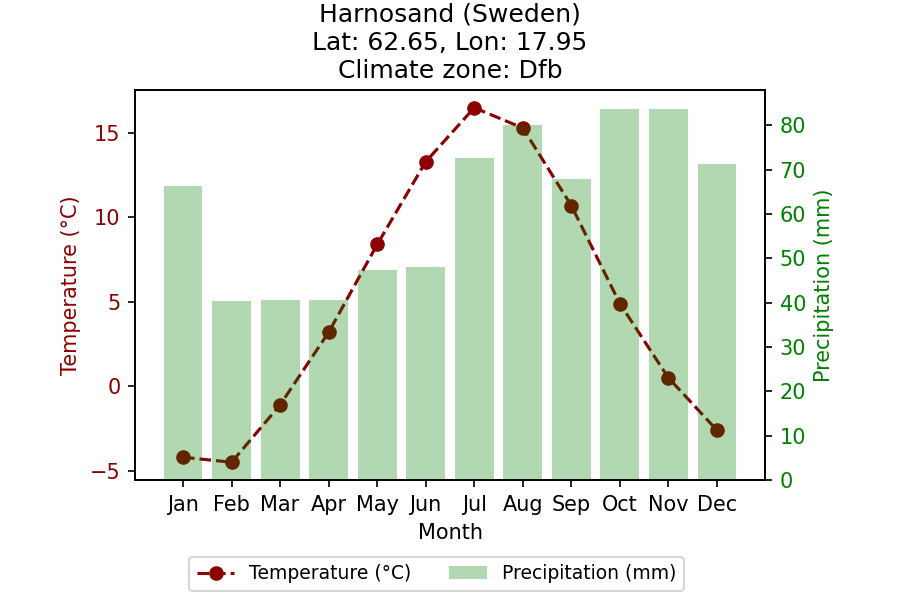 Harnosand (Sweden)
Lat: 62.65, Lon: 17.95
Climate zone: Dfb
Temperature (°C)
15
10
5
0
−5
80
70
60
50
40
30
20
10
0
Precipitation (mm)
Jan Feb Mar Apr May Jun Jul Aug Sep Oct Nov Dec
Month
Temperature (°C) Precipitation (mm)